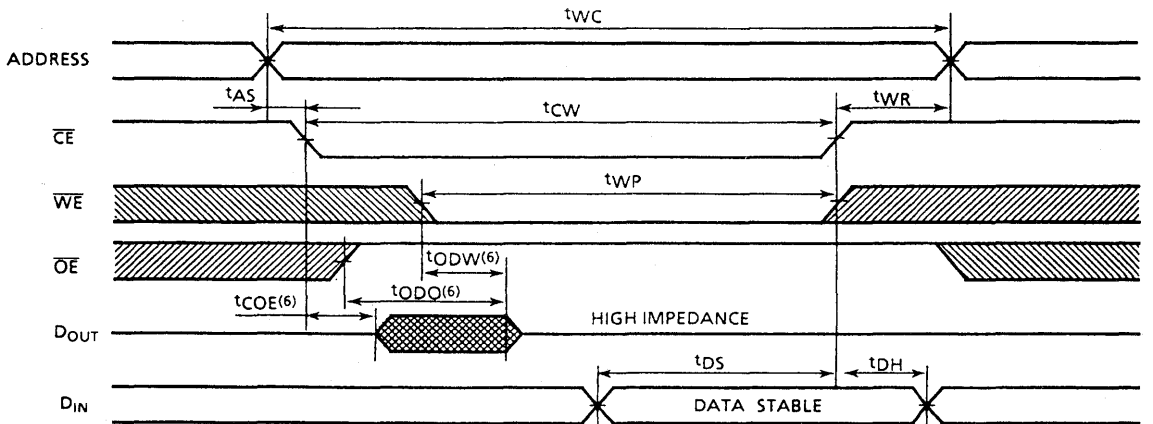 tWC
ADDRESS
tAS
tCW
tWR
CE
tWP
WE
OE
tODW(6)
tODO(6)
tCOE(6)
DOUT
HIGH IMPEDANCE
tDS
tDH
DIN
DATA STABLE